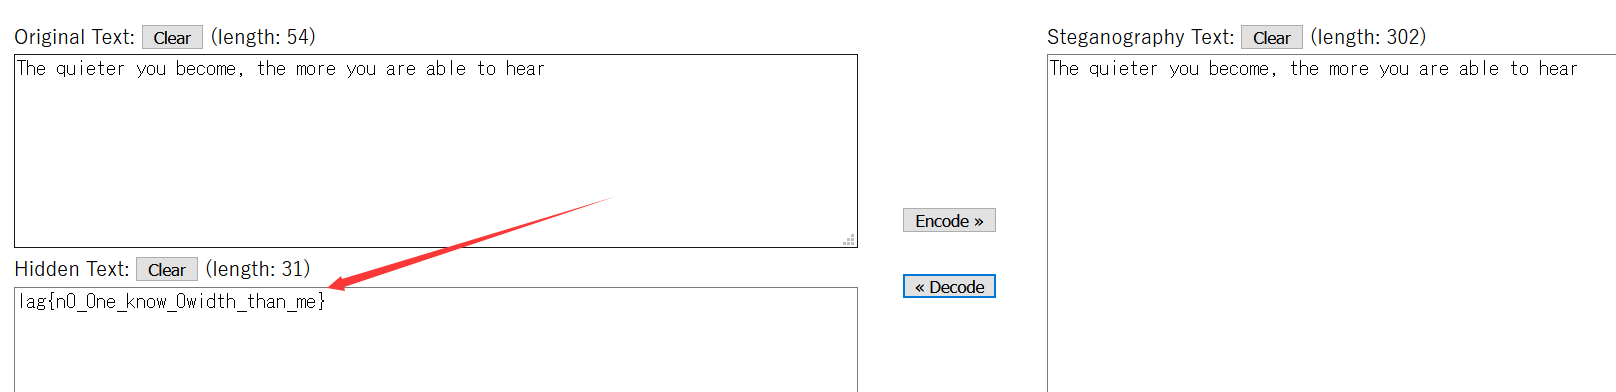 Original Text: Clear (length: 54)
The quieter you become, the more you are able to hear
Hidden Text: Clear (length: 31)
lag{n0_0ne_know_0width_than_me}
Encode »
« Decode
Steganography Text: Clear (length: 302)
The quieter you become, the more you are able to hear